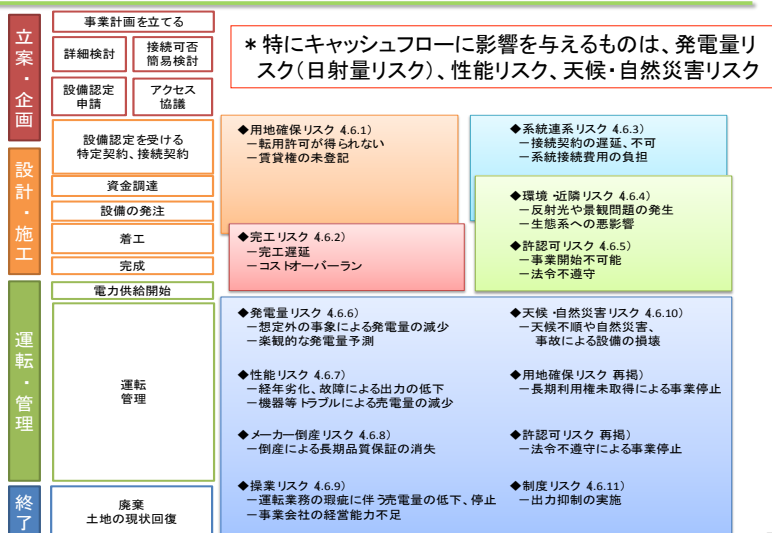 立案・企画
事業計画を立てる
詳細検討
接続可否
簡易検討
設備認定
申請
アクセス
協議
*特にキャッシュフローに影響を与えるものは、発電量リ
スク(日射量リスク)、性能リスク、天候・自然災害リスク
設計・施工
設備認定を受ける
特定契約、接続契約
資金調達
設備の発注
着工
完成
◆用地確保リスク 4.6.1)
-転用許可が得られない
-賃貸権の未登記
◆系統連系リスク 4.6.3)
-接続契約の遅延、不可
-系統接続費用の負担
◆完工リスク 4.6.2)
-完工遅延
-コストオーバーラン
◆環境・近隣リスク 4.6.4)
-反射光や景観問題の発生
-生態系への悪影響
◆許認可リスク 4.6.5)
-事業開始不可能
-法令不遵守
運転・管理
電力供給開始
運転
管理
◆発電量リスク 4.6.6)
-想定外の事象による発電量の減少
-楽観的な発電量予測
◆性能リスク 4.6.7)
-経年劣化、故障による出力の低下
-機器等トラブルによる売電量の減少
◆メーカー倒産リスク 4.6.8)
-倒産による長期品質保証の消失
◆操業リスク 4.6.9)
-運転業務の瑕疵に伴う売電量の低下、停止
-事業会社の経営能力不足
◆天候・自然災害リスク 4.6.10)
-天候不順や自然災害、
事故による設備の損壊
◆用地確保リスク 再掲)
-長期利用権未取得による事業停止
◆許認可リスク 再掲)
-法令不遵守による事業停止
◆制度リスク 4.6.11)
-出力抑制の実施
終了
廃棄
土地の現状回復